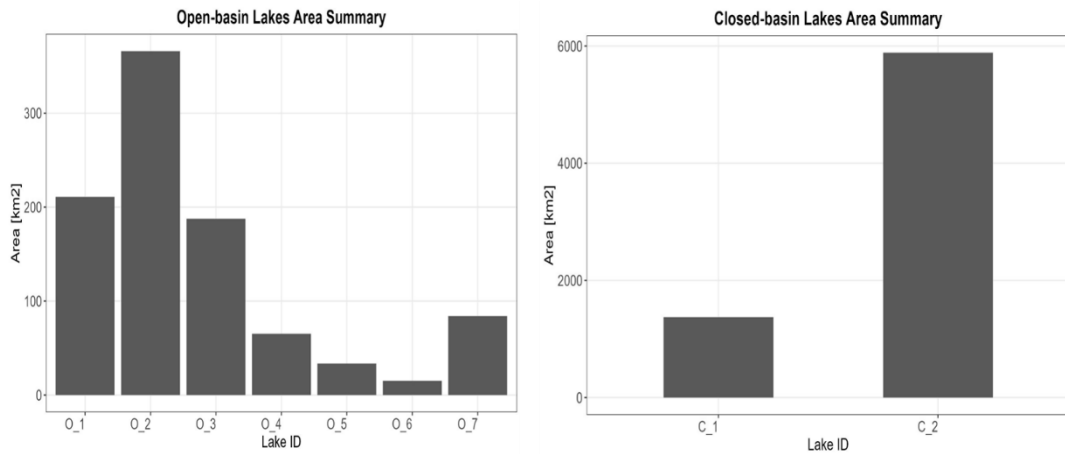 Open-basin Lakes Area Summary
Area [km2]
300
200
100
0
O_1 O_2 O_3 O_4 O_5 O_6 O_7
Lake ID
Closed-basin Lakes Area Summary
Area [km2]
6000
4000
2000
0
C_1 C_2
Lake ID